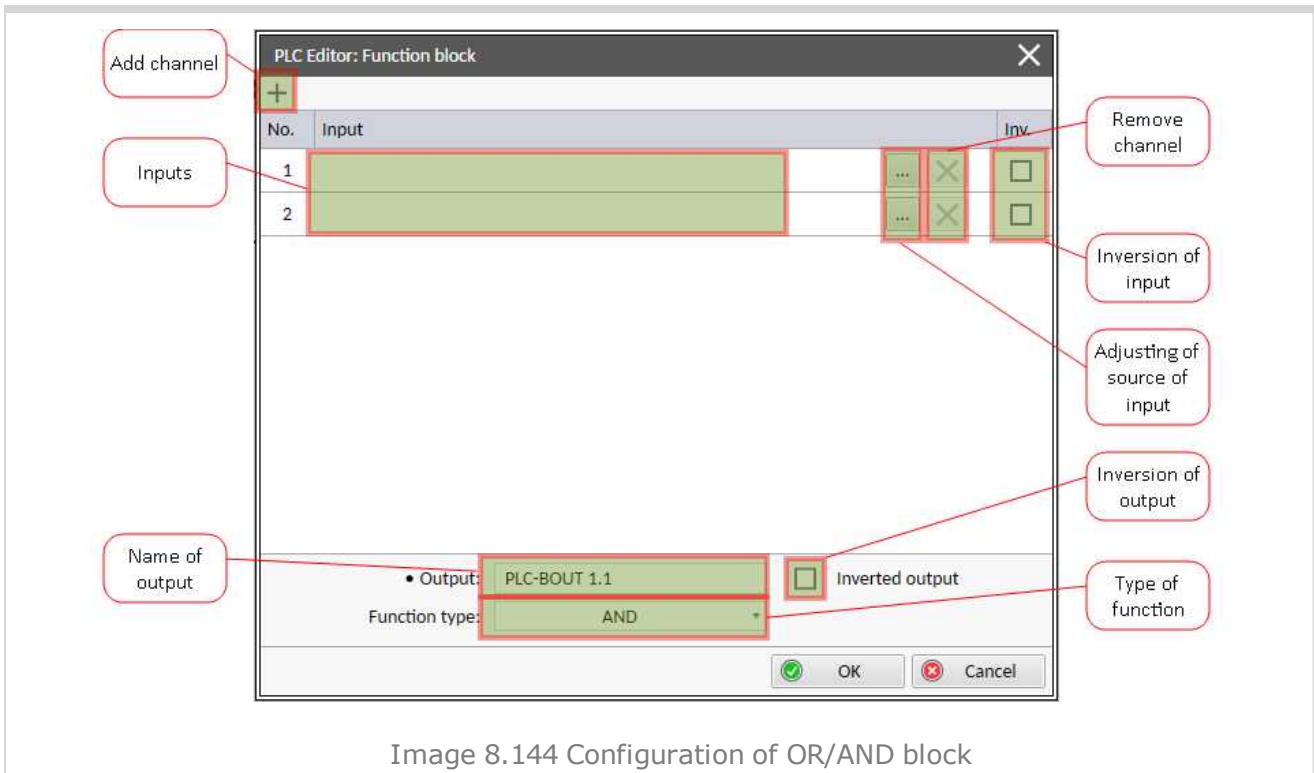 Add channel
PLC Editor: Function block
No. Input Inv.
Remove
channel
Inputs
1 ...
2 ...
Inversion of
input
Adjusting of
source of
input
Inversion of
output
Name of
output
• Output: PLC-BOUT 1.1 Inverted output
Function type: AND
Type of
function
OK Cancel
Image 8.144 Configuration of OR/AND block